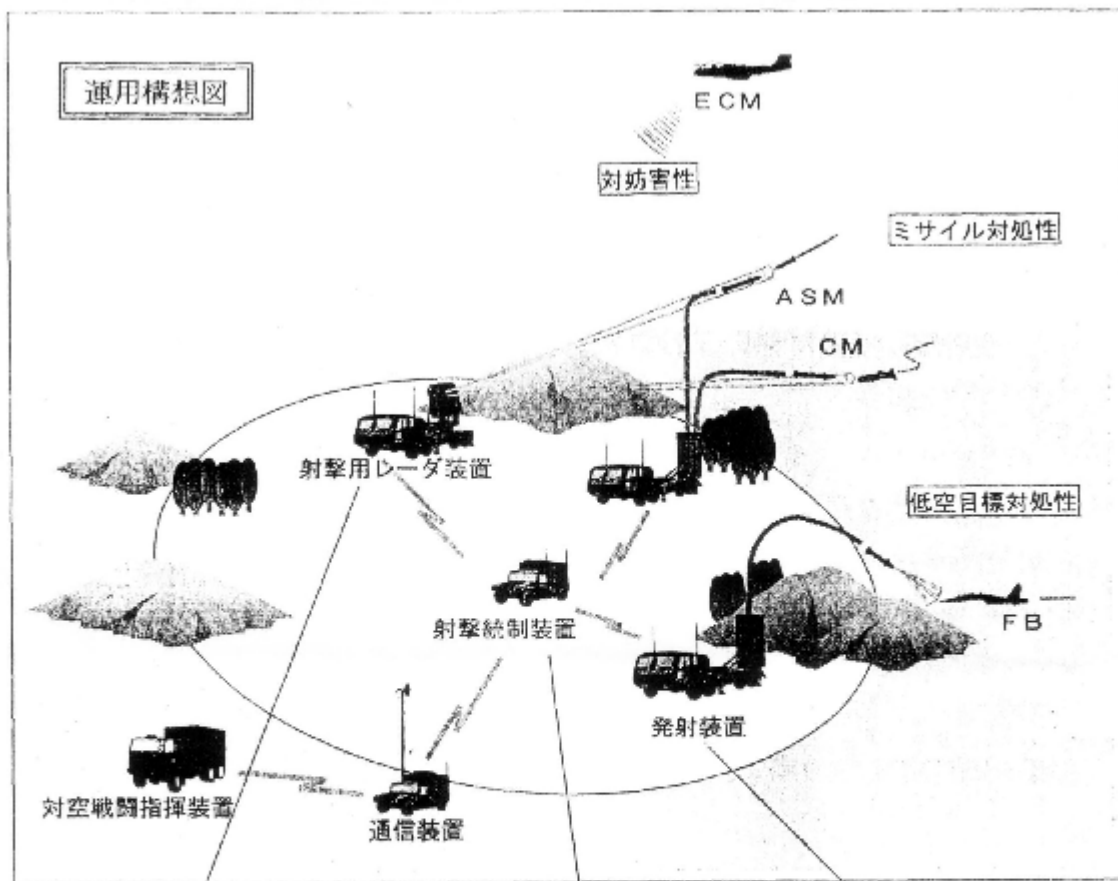 運用構想図
ECM
対妨害性
ミサイル対処性
ASM
CM
射撃用レーダ装置
低空目標対処性
FB
射撃統制装置
発射装置
対空戦闘指揮装置
通信装置